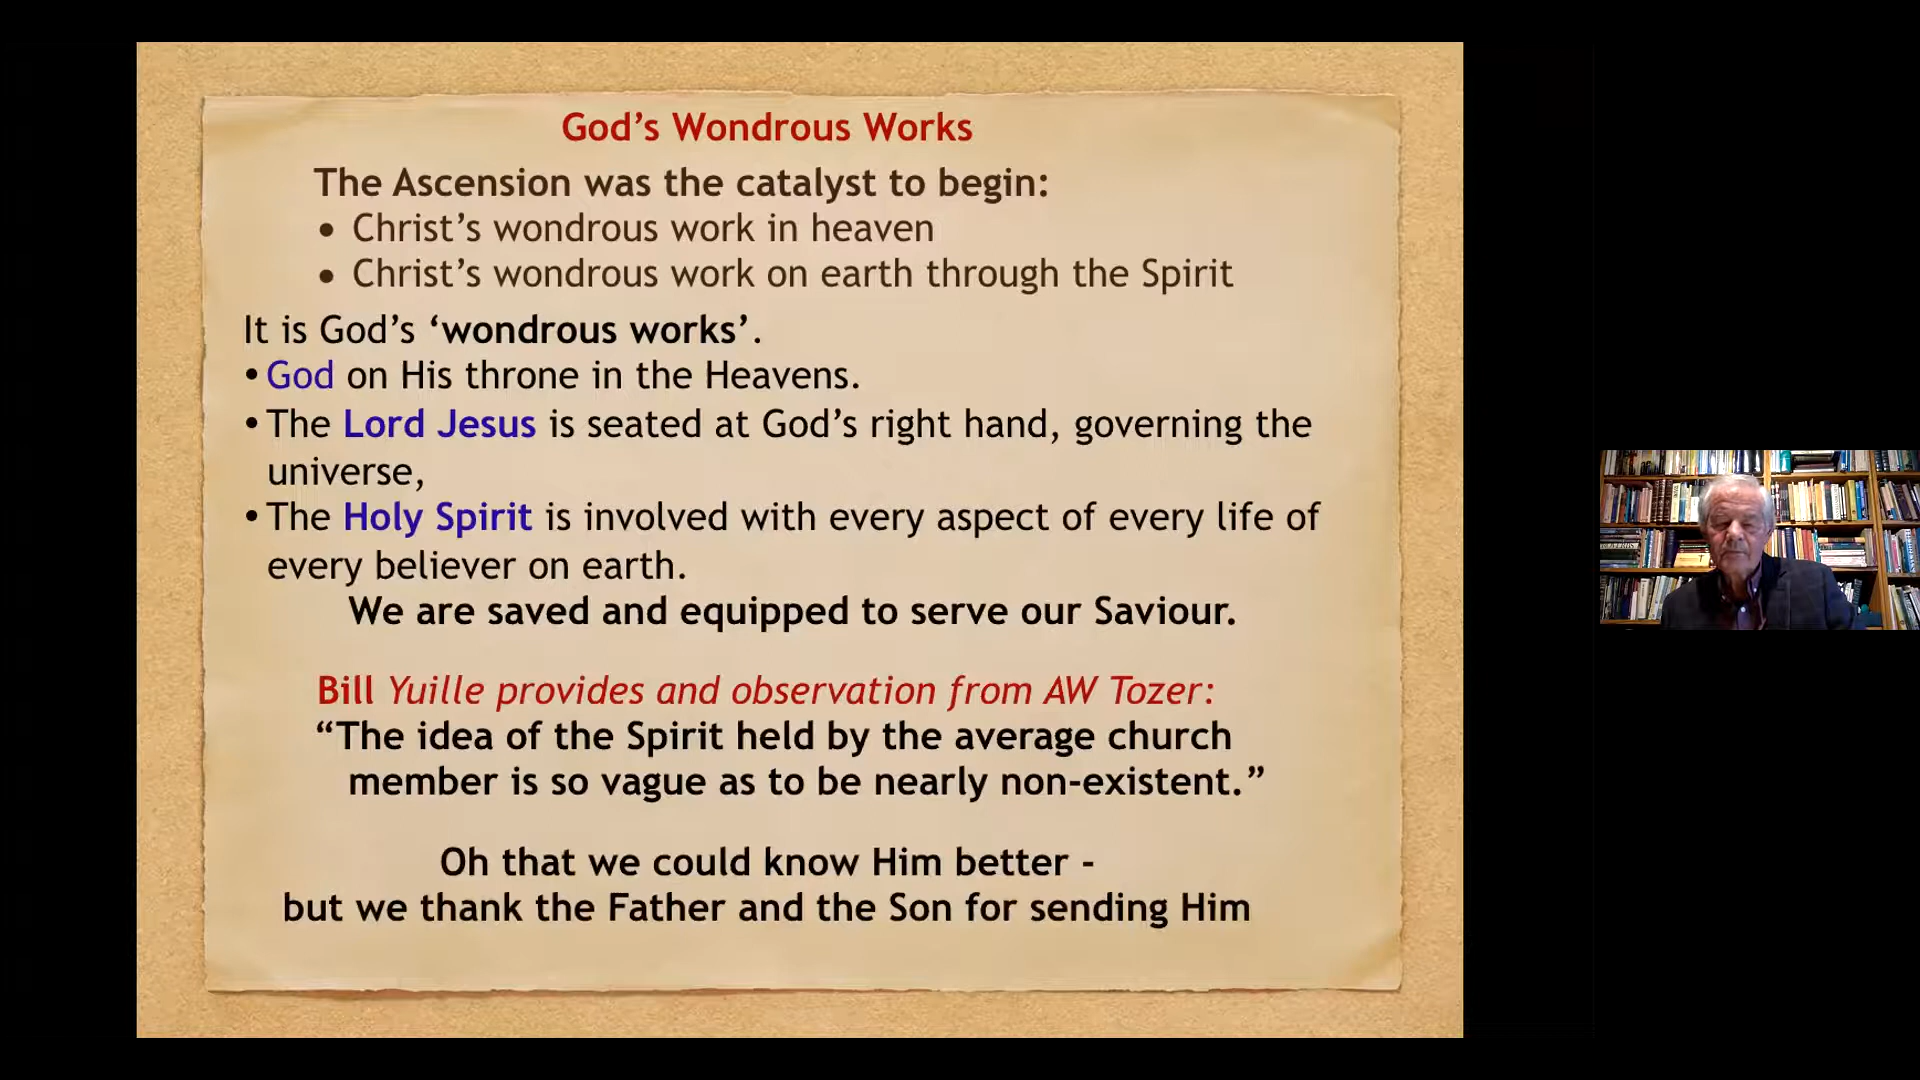 God’s Wondrous Works
The Ascension was the catalyst to begin:
• Christ’s wondrous work in heaven
• Christ’s wondrous work on earth through the Spirit
It is God’s ‘wondrous works’.
• God on His throne in the Heavens.
• The Lord Jesus is seated at God’s right hand, governing the
universe,
• The Holy Spirit is involved with every aspect of every life of
every believer on earth.
We are saved and equipped to serve our Saviour.
Bill Yuille provides and observation from AW Tozer:
“The idea of the Spirit held by the average church
member is so vague as to be nearly non-existent.”
Oh that we could know Him better -
but we thank the Father and the Son for sending Him